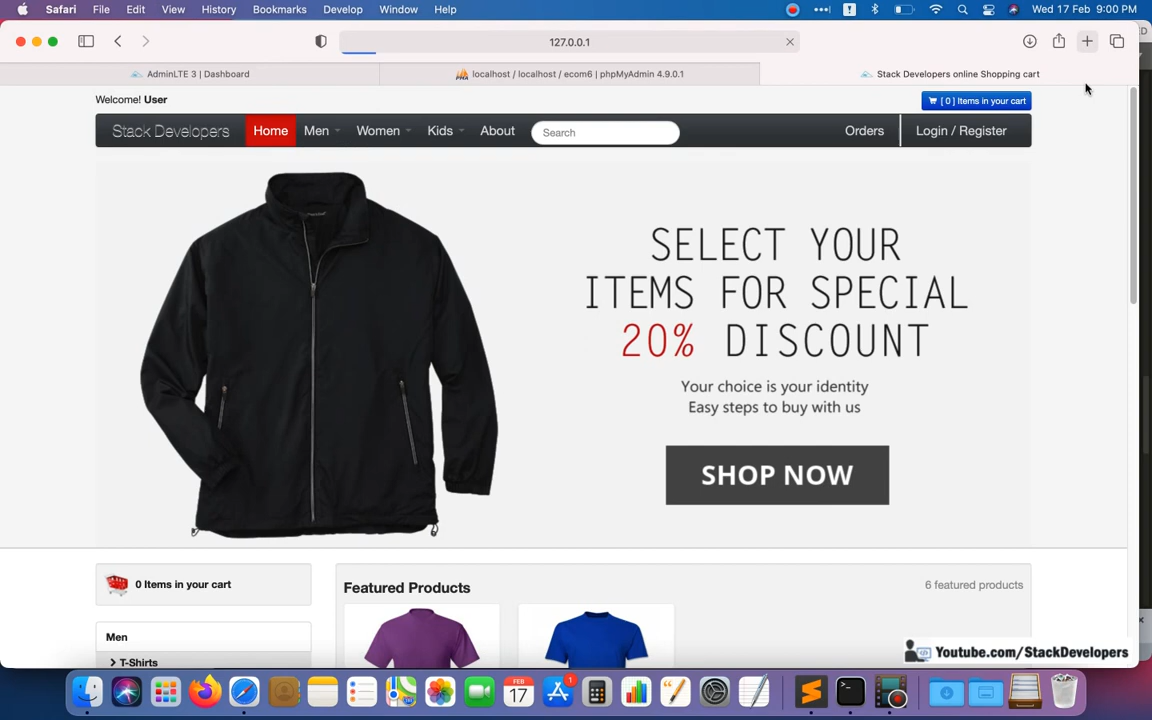 Safari File Edit View History Bookmarks Develop Window Help Wed 17 Feb 9:00 PM
127.0.0.1
AdminLTE 3 | Dashboard
localhost / localhost / ecom6 | phpMyAdmin 4.9.0.1
Stack Developers online Shopping cart
Welcome! User
[ 0 ] Items in your cart
Stack Developers Home Men Women Kids About Search Orders Login / Register
SELECT YOUR
ITEMS FOR SPECIAL
20% DISCOUNT
Your choice is your identity
Easy steps to buy with us
SHOP NOW
0 Items in your cart
Featured Products
6 featured products
Men
T-Shirts
Youtube.com/StackDevelopers
FEB
17
1